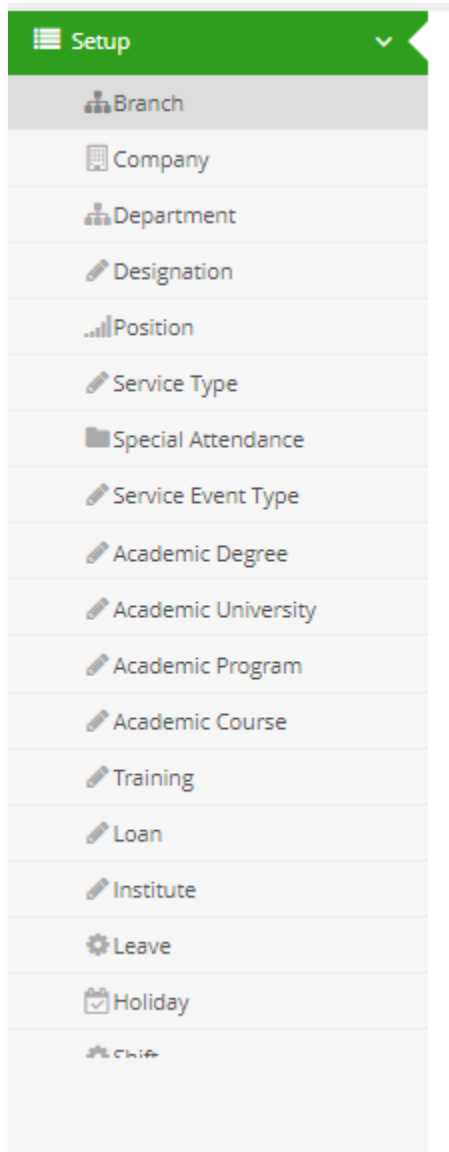 Setup
Branch
Company
Department
Designation
Position
Service Type
Special Attendance
Service Event Type
Academic Degree
Academic University
Academic Program
Academic Course
Training
Loan
Institute
Leave
Holiday
Shift